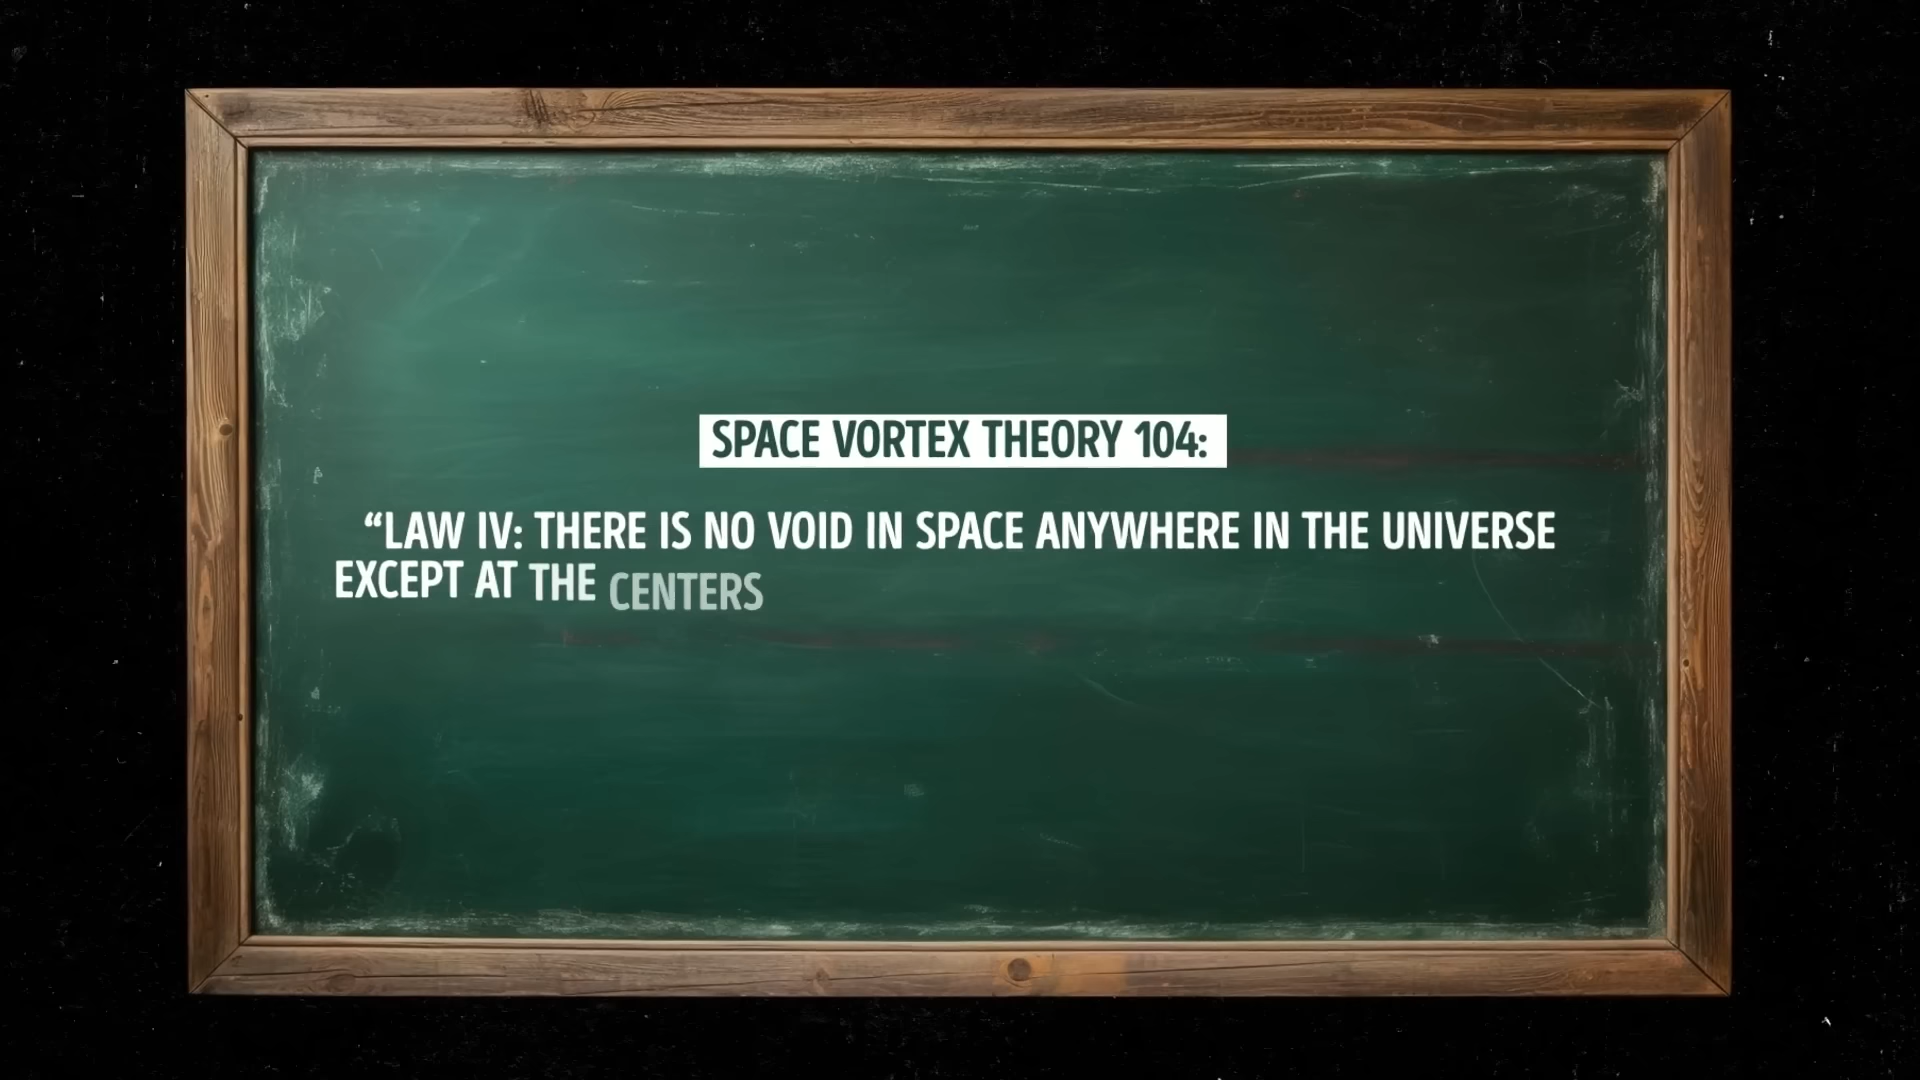 SPACE VORTEX THEORY 104:
“LAW IV: THERE IS NO VOID IN SPACE ANYWHERE IN THE UNIVERSE
EXCEPT AT THE CENTERS